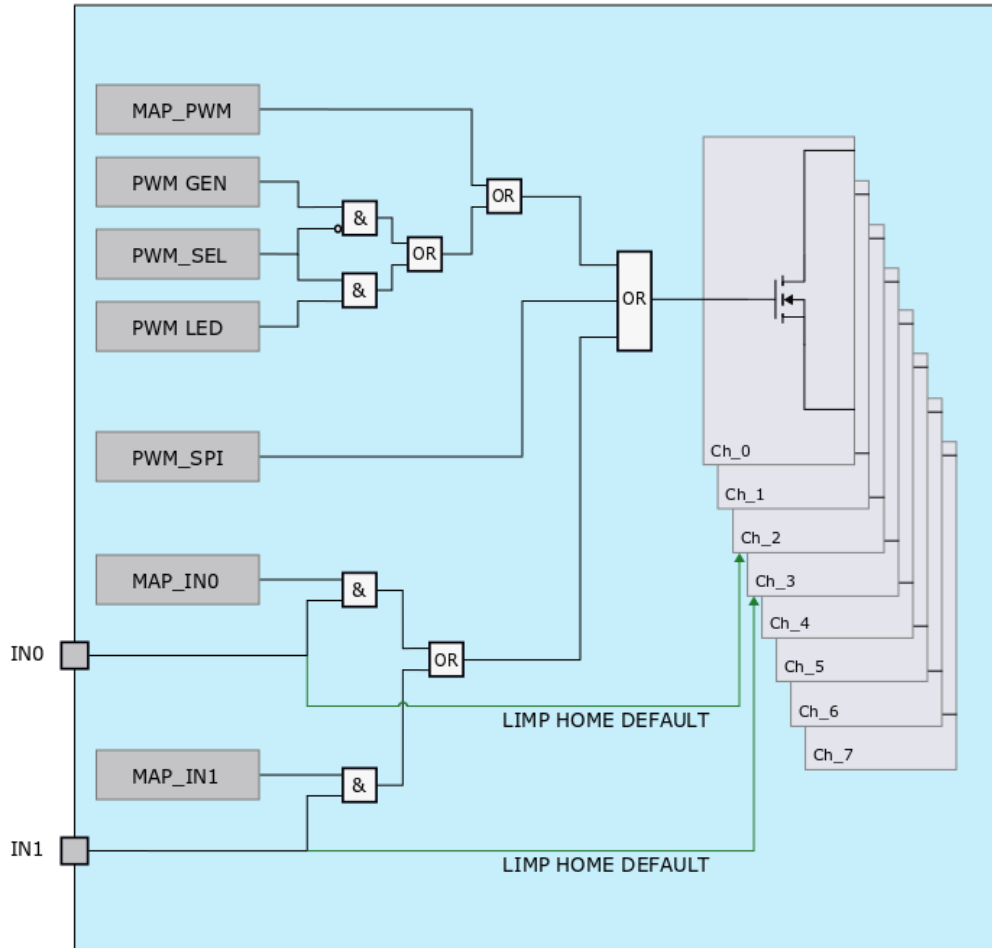 MAP_PWM
PWM GEN
&
OR
PWM_SEL
OR
&
PWM LED
OR
PWM_SPI
Ch_0
Ch_1
Ch_2
Ch_3
Ch_4
Ch_5
Ch_6
Ch_7
MAP_IN0
&
IN0
OR
LIMP HOME DEFAULT
MAP_IN1
&
IN1
LIMP HOME DEFAULT